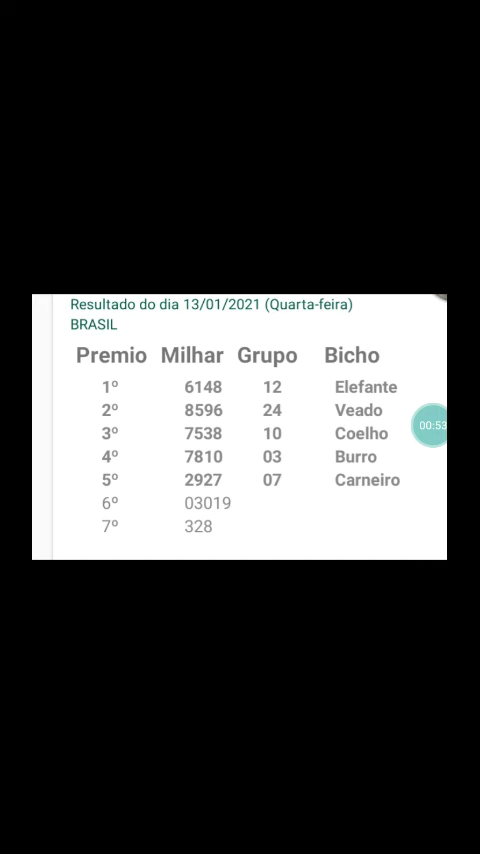 Resultado do dia 13/01/2021 (Quarta-feira)
BRASIL
Premio Milhar Grupo Bicho
1º 6148 12 Elefante
2º 8596 24 Veado
3º 7538 10 Coelho
4º 7810 03 Burro
5º 2927 07 Carneiro
6º 03019
7º 328
00:53